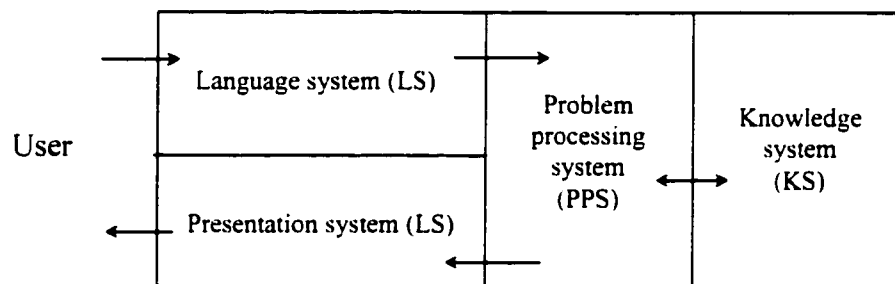 User
Language system (LS)
Presentation system (LS)
Problem
processing
system
(PPS)
Knowledge
system
(KS)